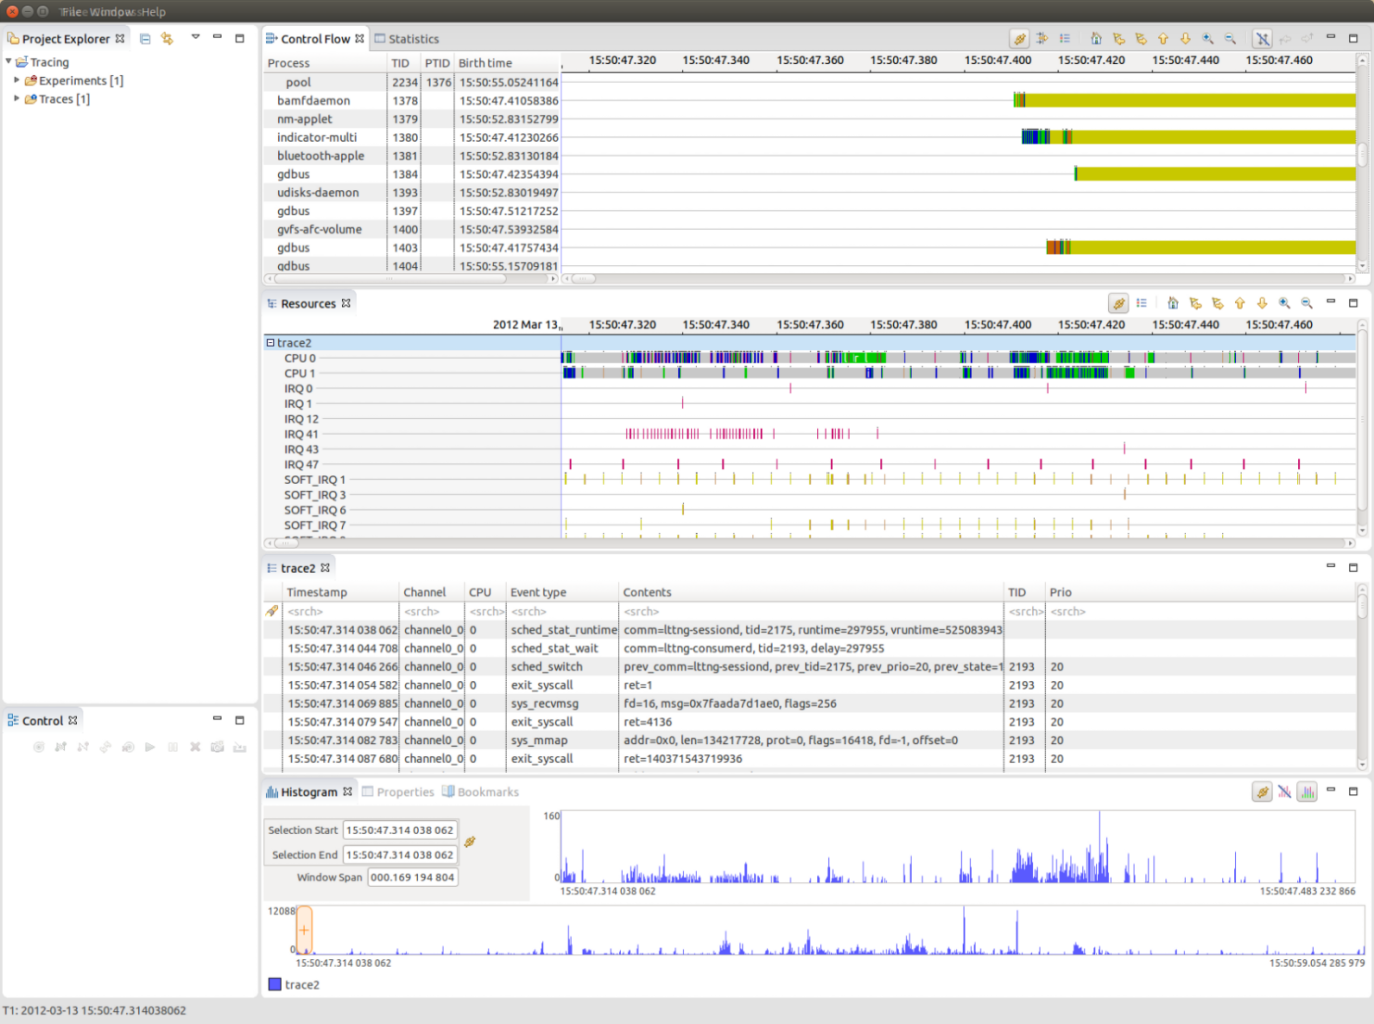 File Window Help
Project Explorer
Tracing
Experiments [1]
Traces [1]
Control Flow Statistics
Process TID PTID Birth time 15:50:47.320 15:50:47.340 15:50:47.360 15:50:47.380 15:50:47.400 15:50:47.420 15:50:47.440 15:50:47.460
pool 2234 1376 15:50:55.05241164
bamfdaemon 1378 15:50:47.41058386
nm-applet 1379 15:50:52.83152799
indicator-multi 1380 15:50:47.41230266
bluetooth-apple 1381 15:50:52.83130184
gdbus 1384 15:50:47.42354394
udisks-daemon 1393 15:50:52.83019497
gdbus 1397 15:50:47.51217252
gvfs-afc-volume 1400 15:50:47.53932584
gdbus 1403 15:50:47.41757434
gdbus 1404 15:50:55.15709181
Resources
2012 Mar 13, 15:50:47.320 15:50:47.340 15:50:47.360 15:50:47.380 15:50:47.400 15:50:47.420 15:50:47.440 15:50:47.460
trace2
CPU 0
CPU 1
IRQ 0
IRQ 1
IRQ 12
IRQ 41
IRQ 43
IRQ 47
SOFT_IRQ 1
SOFT_IRQ 3
SOFT_IRQ 6
SOFT_IRQ 7
trace2
Timestamp Channel CPU Event type Contents TID Prio
<srch> <srch> <srch> <srch> <srch> <srch> <srch>
15:50:47.314 038 062 channel0_0 0 sched_stat_runtime comm=lttng-sessiond, tid=2175, runtime=297955, vruntime=525083943
15:50:47.314 044 708 channel0_0 0 sched_stat_wait comm=lttng-consumerd, tid=2193, delay=297955
15:50:47.314 046 266 channel0_0 0 sched_switch prev_comm=lttng-sessiond, prev_tid=2175, prev_prio=20, prev_state=1 2193 20
15:50:47.314 054 582 channel0_0 0 exit_syscall ret=1 2193 20
15:50:47.314 069 885 channel0_0 0 sys_recvmsg fd=16, msg=0x7faada7d1ae0, flags=256 2193 20
15:50:47.314 079 547 channel0_0 0 exit_syscall ret=4136 2193 20
15:50:47.314 082 783 channel0_0 0 sys_mmap addr=0x0, len=134217728, prot=0, flags=16418, fd=-1, offset=0 2193 20
15:50:47.314 087 680 channel0_0 0 exit_syscall ret=140371543719936 2193 20
Control
Histogram Properties Bookmarks
Selection Start 15:50:47.314 038 062
Selection End 15:50:47.314 038 062
Window Span 000.169 194 804
160
0
15:50:47.314 038 062 15:50:47.483 232 866
12088
0
15:50:47.314 038 062 15:50:59.054 285 979
trace2
T1: 2012-03-13 15:50:47.314038062